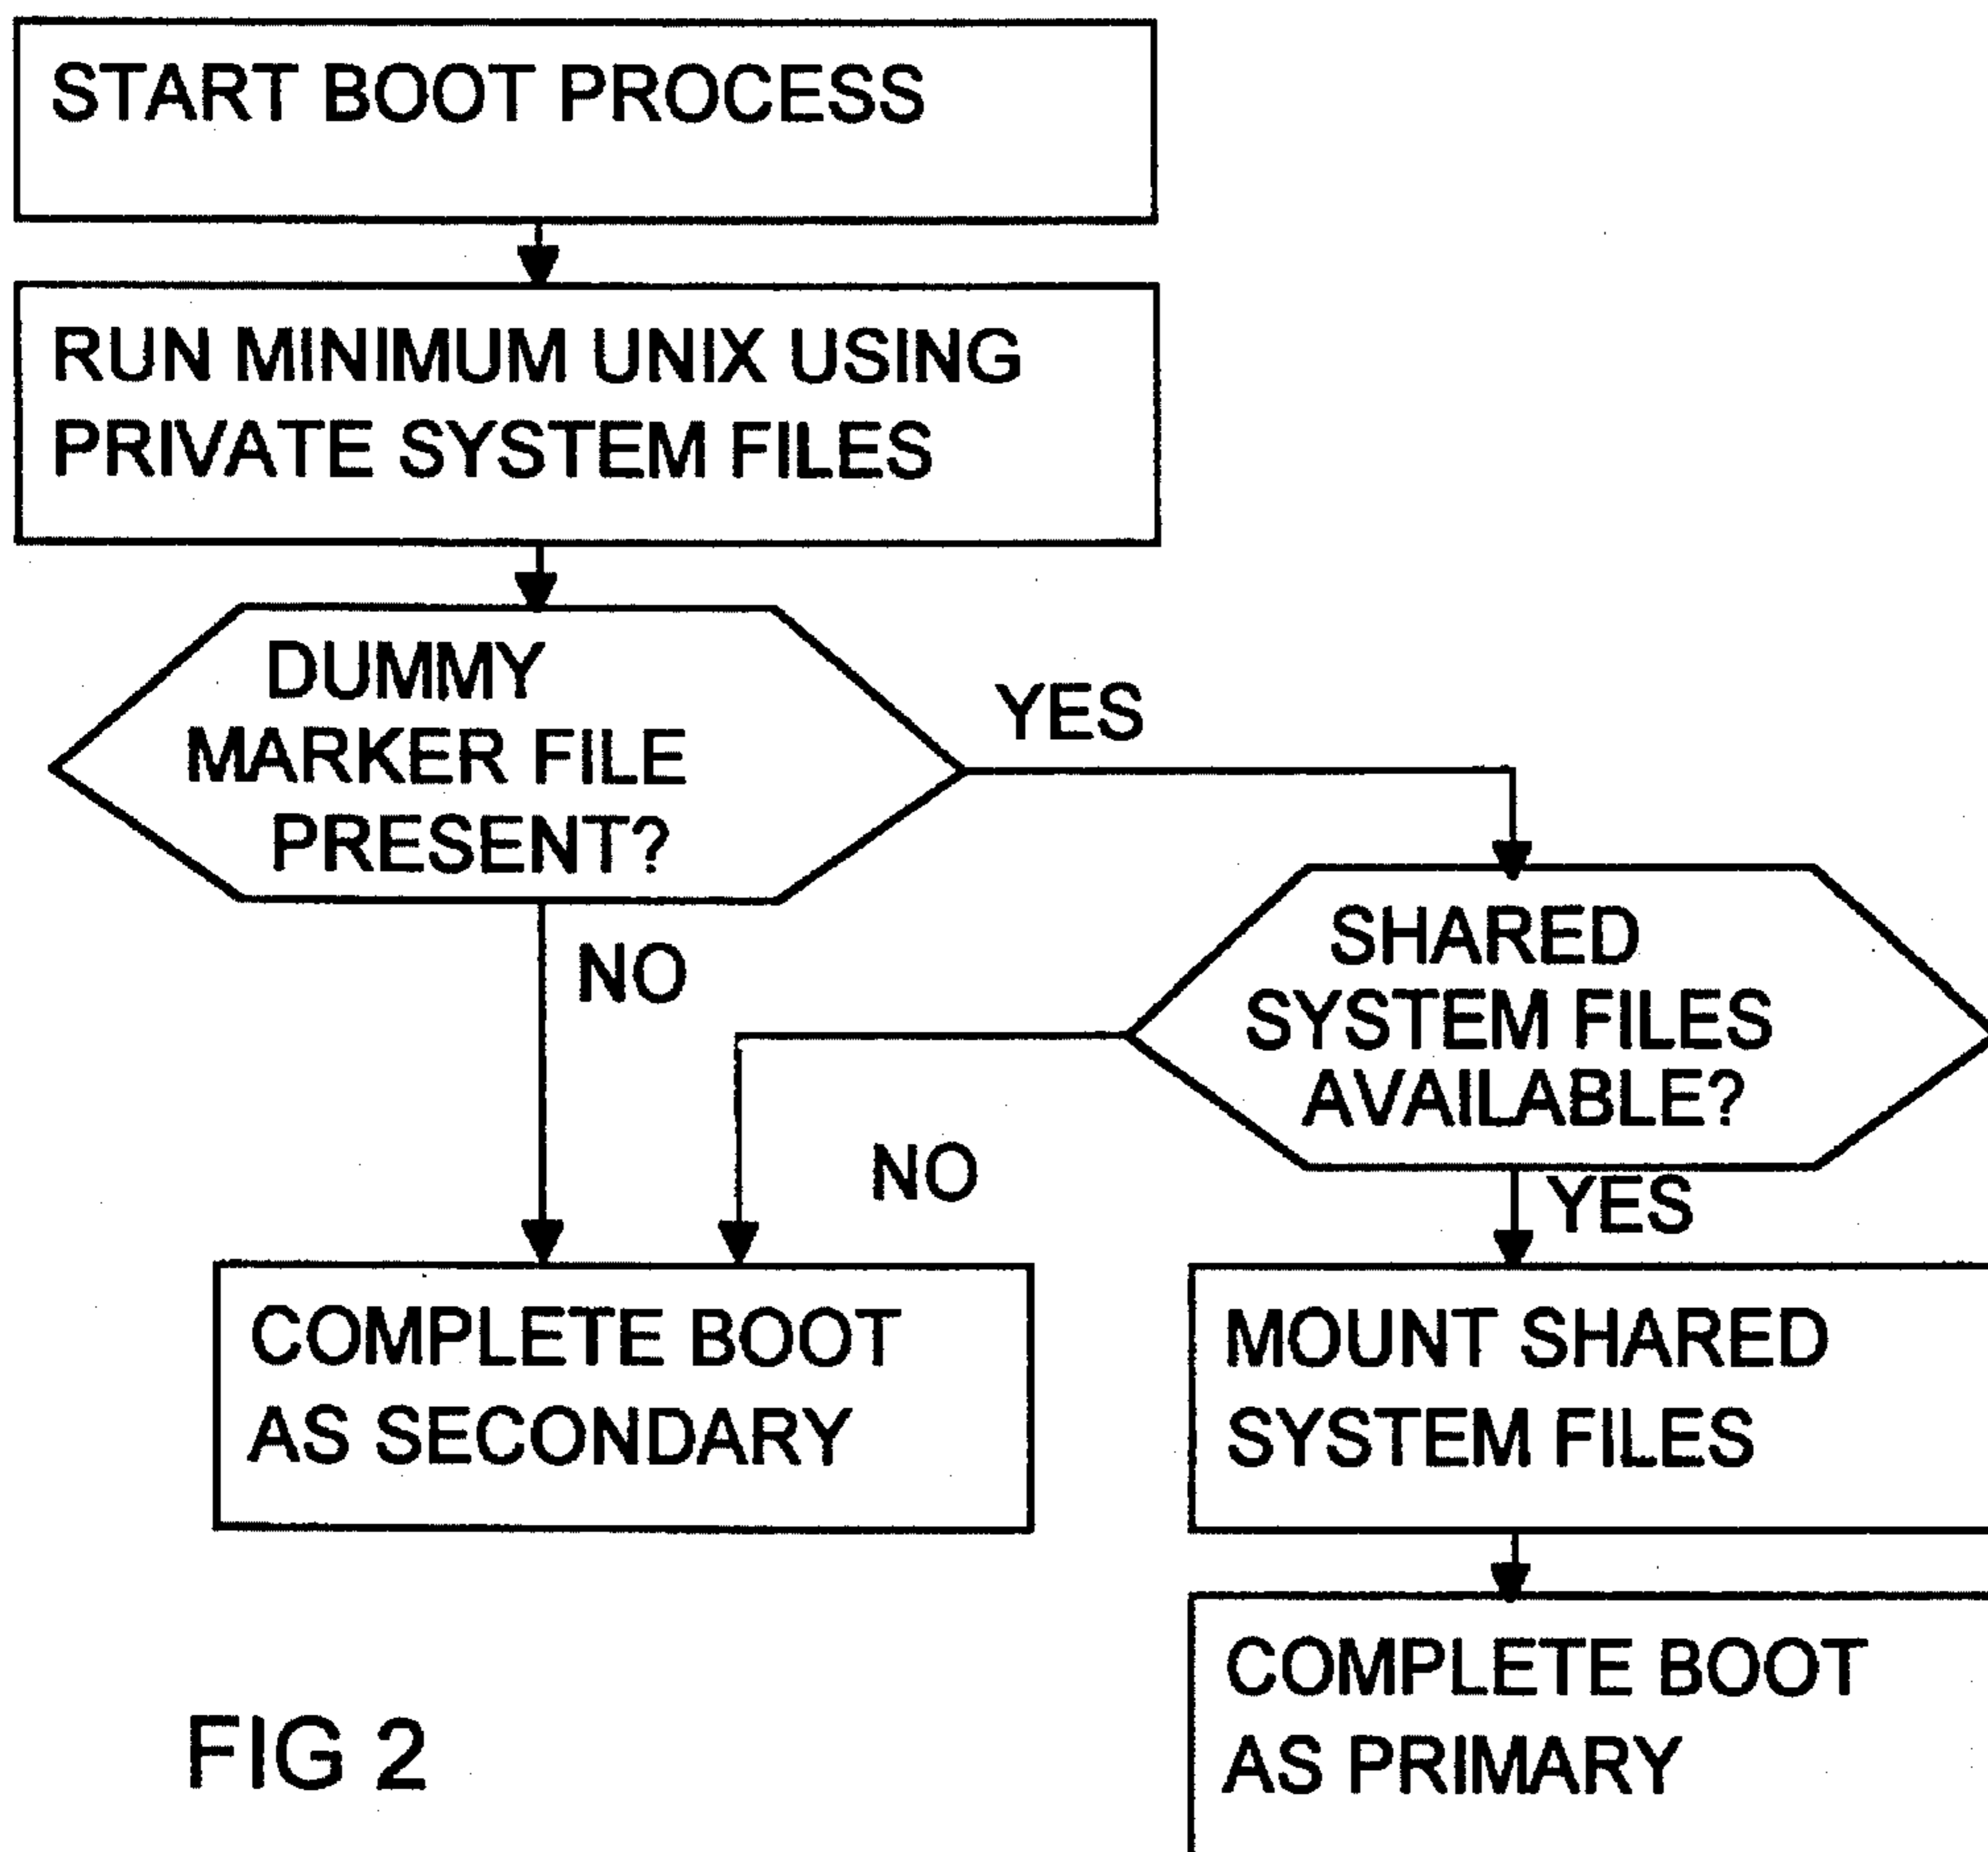 START BOOT PROCESS
RUN MINIMUM UNIX USING
PRIVATE SYSTEM FILES
DUMMY
MARKER FILE
PRESENT?
YES
NO
SHARED
SYSTEM FILES
AVAILABLE?
NO
YES
COMPLETE BOOT
AS SECONDARY
MOUNT SHARED
SYSTEM FILES
COMPLETE BOOT
AS PRIMARY
FIG 2